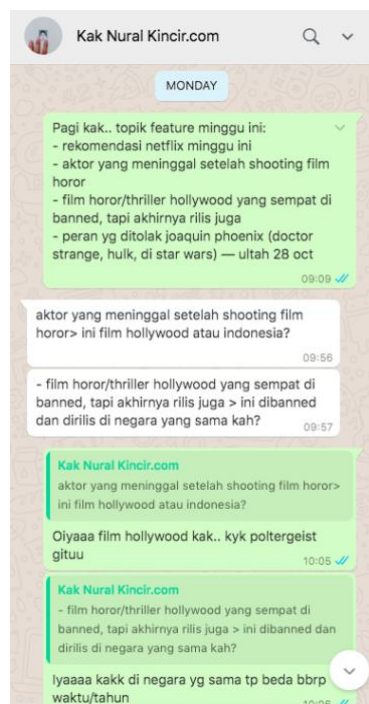 Kak Nural Kincir.com
MONDAY
Pagi kak.. topik feature minggu ini:
- rekomendasi netflix minggu ini
- aktor yang meninggal setelah shooting film
horor
- film horor/thriller hollywood yang sempat di
banned, tapi akhirnya rilis juga
- peran yg ditolak joaquin phoenix (doctor
strange, hulk, di star wars) — ultah 28 oct
09:09
aktor yang meninggal setelah shooting film
horor> ini film hollywood atau indonesia?
09:56
- film horor/thriller hollywood yang sempat di
banned, tapi akhirnya rilis juga > ini dibanned
dan dirilis di negara yang sama kah?
09:57
Kak Nural Kincir.com
aktor yang meninggal setelah shooting film horor>
ini film hollywood atau indonesia?
Oiyaaa film hollywood kak.. kyk poltergeist
gituu
10:05
Kak Nural Kincir.com
- film horor/thriller hollywood yang sempat di
banned, tapi akhirnya rilis juga > ini dibanned dan
dirilis di negara yang sama kah?
Iyaaaa kakk di negara yg sama tp beda bbrp
waktu/tahun
10:06